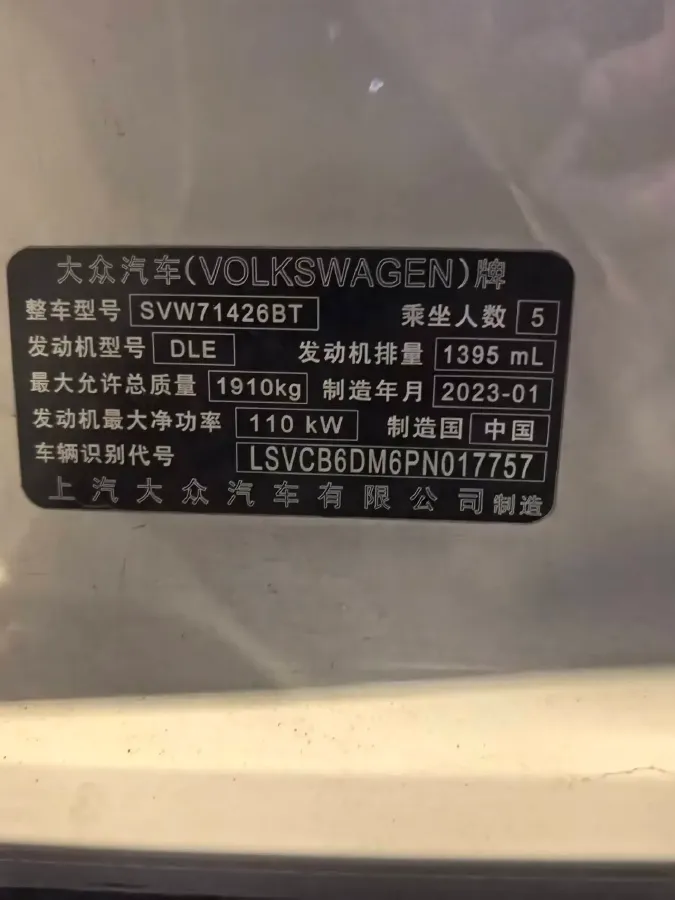 大众汽车(VOLKSWAGEN)牌
整车型号 SVW71426BT 乘坐人数 5
发动机型号 DLE 发动机排量 1395 mL
最大允许总质量 1910kg 制造年月 2023-01
发动机最大净功率 110 kW 制造国 中国
车辆识别代号 LSVCB6DM6PN017757
上汽大众汽车有限公司制造